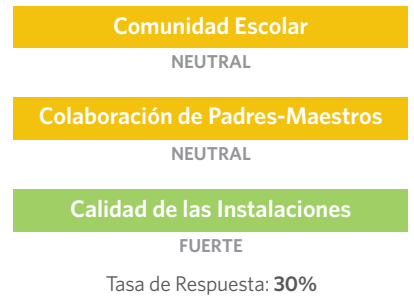 Comunidad Escolar
NEUTRAL
Colaboración de Padres-Maestros
NEUTRAL
Calidad de las Instalaciones
FUERTE
Tasa de Respuesta: 30%